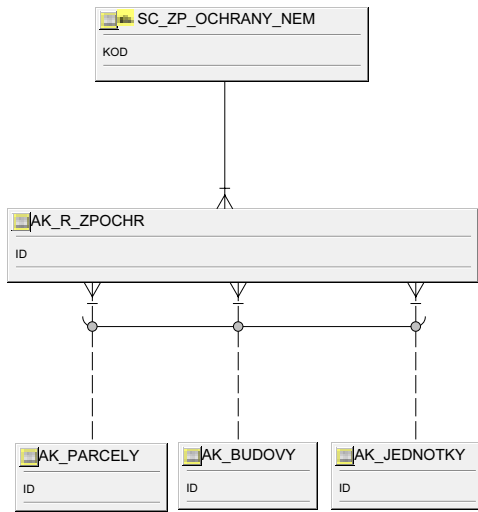 SC_ZP_OCHRANY_NEM
KOD
AK_R_ZPOCHR
ID
AK_PARCELY
ID
AK_BUDOVY
ID
AK_JEDNOTKY
ID